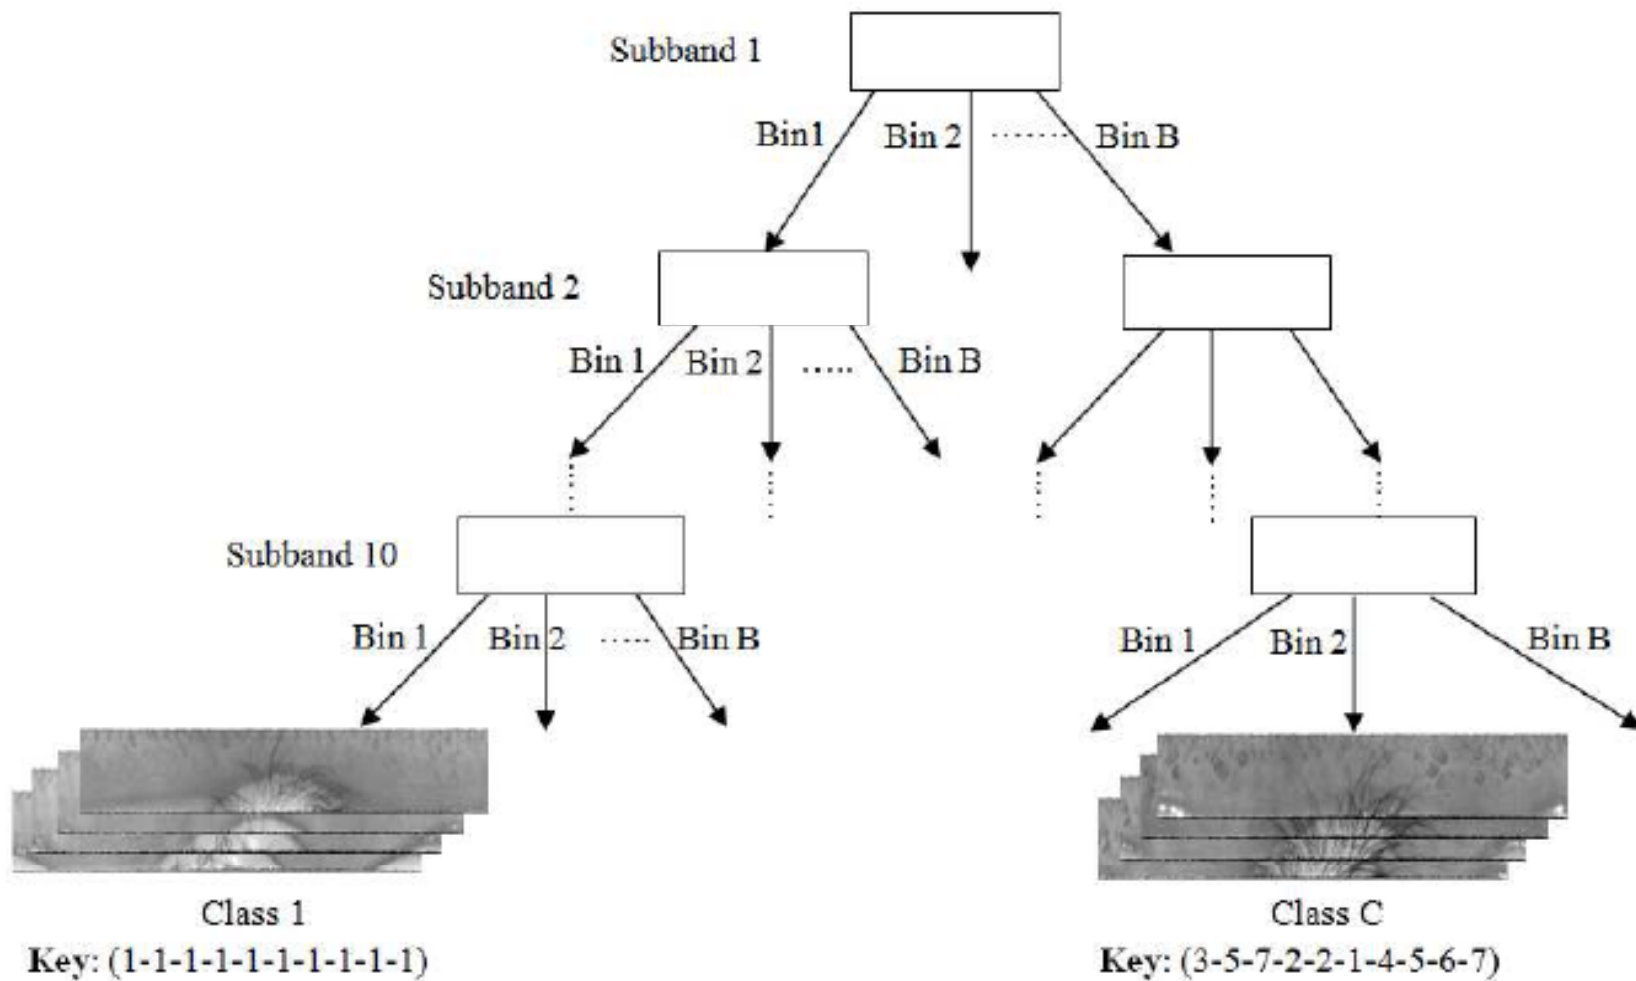 Subband 1
Bin1 Bin 2 Bin B
Subband 2
Bin 1 Bin 2 Bin B
Subband 10
Bin 1 Bin 2 Bin B
Bin 1 Bin 2 Bin B
Class 1
Key: (1-1-1-1-1-1-1-1-1-1)
Class C
Key: (3-5-7-2-2-1-4-5-6-7)